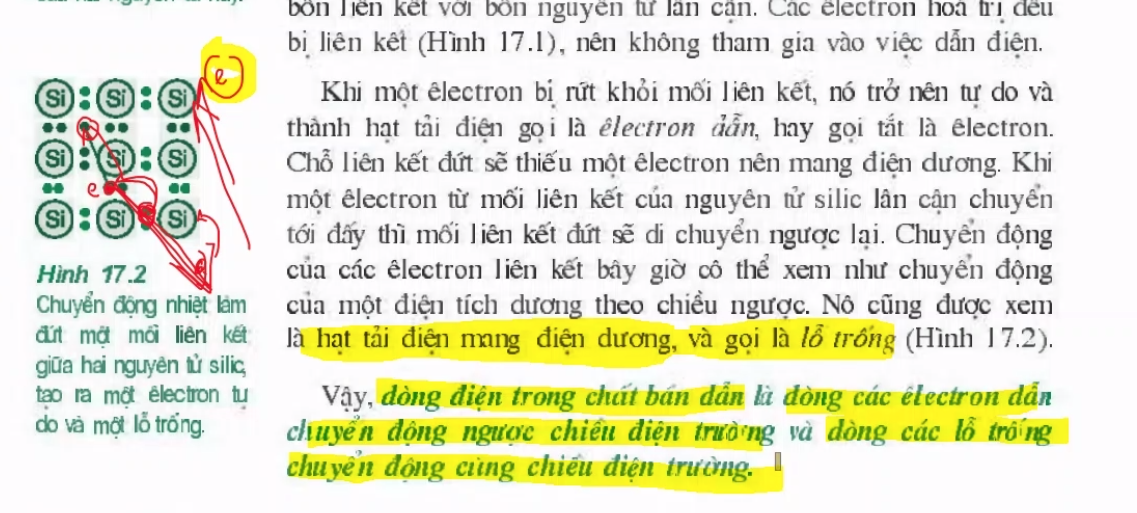 bốn liên kết với bốn nguyên tử lân cận. Các êlectron hoá trị đều
bị liên kết (Hình 17.1), nên không tham gia vào việc dẫn điện.
e
Si Si Si
Si Si Si
e
Si Si Si
Hình 17.2
Chuyển động nhiệt làm
đứt một mối liên kết
giữa hai nguyên tử silic,
tạo ra một êlectron tự
do và một lỗ trống.
Khi một êlectron bị rứt khỏi mối liên kết, nó trở nên tự do và
thành hạt tải điện gọi là êlectron dẫn, hay gọi tắt là êlectron.
Chỗ liên kết đứt sẽ thiếu một êlectron nên mang điện dương. Khi
một êlectron từ mối liên kết của nguyên tử silic lân cận chuyển
tới đấy thì mối liên kết đứt sẽ di chuyển ngược lại. Chuyển động
của các êlectron liên kết bây giờ có thể xem như chuyển động
của một điện tích dương theo chiều ngược. Nó cũng được xem
là hạt tải điện mang điện dương, và gọi là lỗ trống (Hình 17.2).
Vậy, dòng điện trong chất bán dẫn là dòng các êlectron dẫn
chuyển động ngược chiều điện trường và dòng các lỗ trống
chuyển động cùng chiều điện trường.